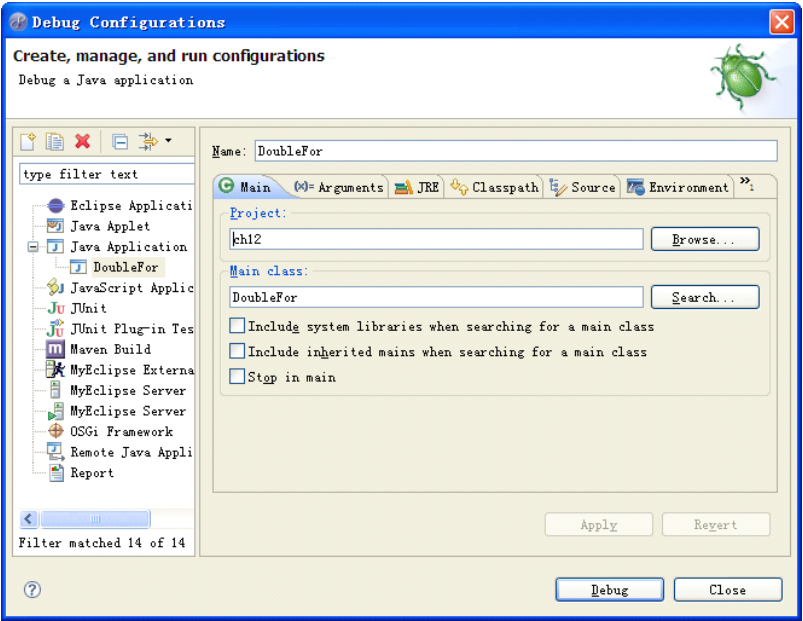 Debug Configurations
Create, manage, and run configurations
Debug a Java application
type filter text
Eclipse Applicati
Java Applet
Java Application
DoubleFor
JavaScript Applic
JUnit
JUnit Plug-in Tes
Maven Build
MyEclipse Externa
MyEclipse Server
MyEclipse Server
OSGi Framework
Remote Java Appli
Report
Filter matched 14 of 14
Name: DoubleFor
Main (x)= Arguments JRE Classpath Source Environment »1
Project:
ch12 Browse...
Main class:
DoubleFor Search...
Include system libraries when searching for a main class
Include inherited mains when searching for a main class
Stop in main
Apply Revert
Debug Close